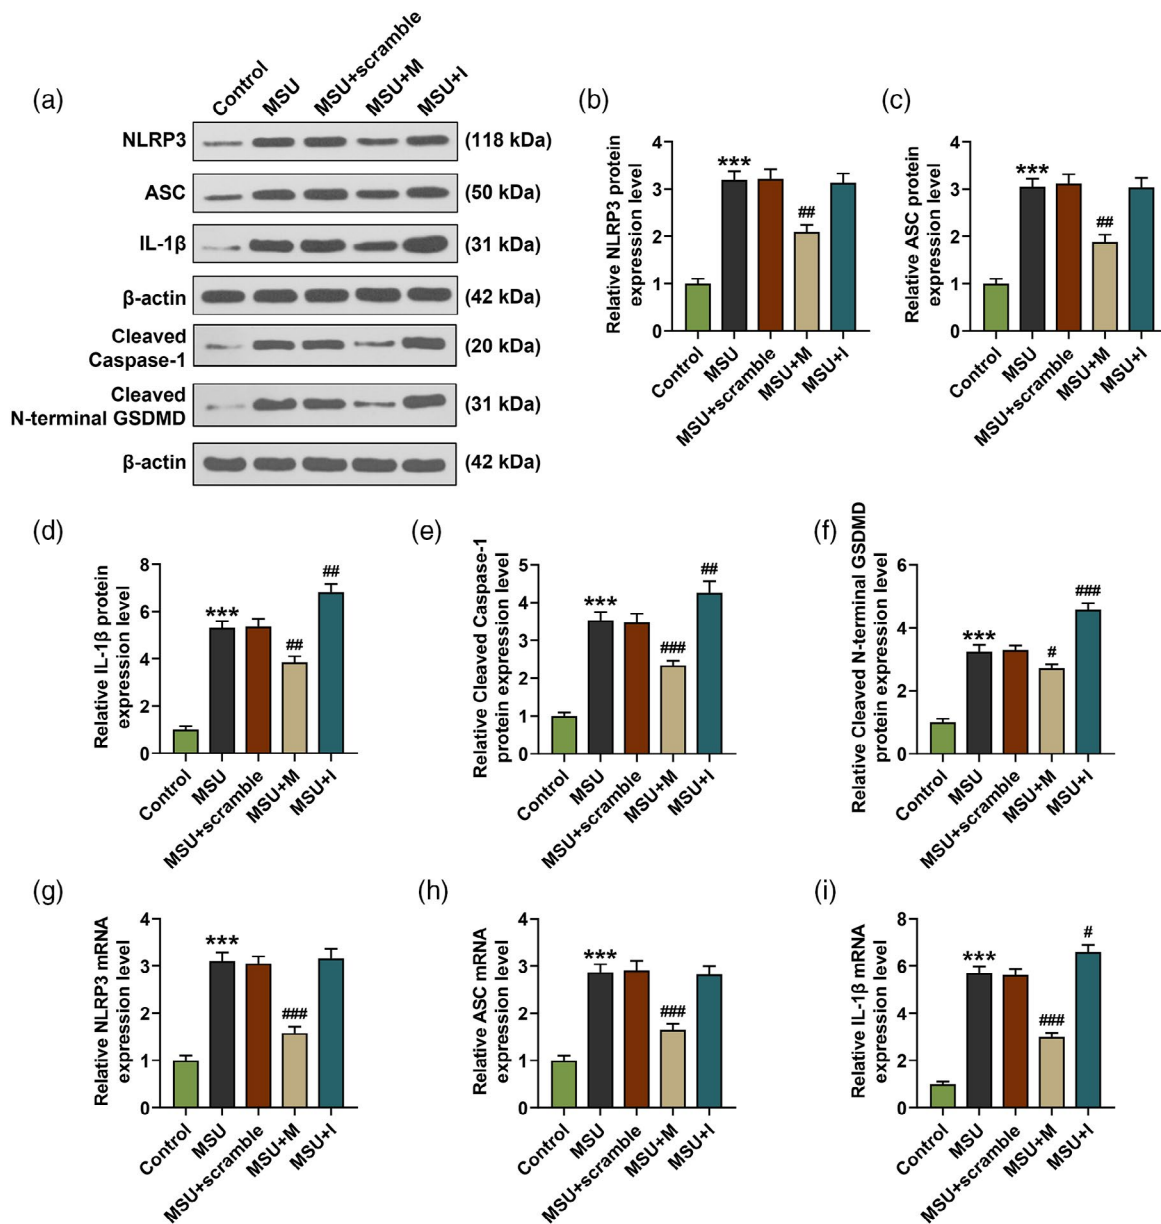 (a)
Control
MSU
MSU+scramble
MSU+M
MSU+I
NLRP3
(118 kDa)
ASC
(50 kDa)
IL-1β
(31 kDa)
β-actin
(42 kDa)
Cleaved
Caspase-1
(20 kDa)
Cleaved
N-terminal GSDMD
(31 kDa)
β-actin
(42 kDa)
(b)
Relative NLRP3 protein
expression level
4
3
2
1
0
***
##
Control
MSU
MSU+scramble
MSU+M
MSU+I
(c)
Relative ASC protein
expression level
4
3
2
1
0
***
##
Control
MSU
MSU+scramble
MSU+M
MSU+I
(d)
Relative IL-1β protein
expression level
8
6
4
2
0
***
##
##
Control
MSU
MSU+scramble
MSU+M
MSU+I
(e)
Relative Cleaved Caspase-1
protein expression level
5
4
3
2
1
0
***
###
##
Control
MSU
MSU+scramble
MSU+M
MSU+I
(f)
Relative Cleaved N-terminal GSDMD
protein expression level
6
4
2
0
***
#
###
Control
MSU
MSU+scramble
MSU+M
MSU+I
(g)
Relative NLRP3 mRNA
expression level
4
3
2
1
0
***
###
Control
MSU
MSU+scramble
MSU+M
MSU+I
(h)
Relative ASC mRNA
expression level
4
3
2
1
0
***
###
Control
MSU
MSU+scramble
MSU+M
MSU+I
(i)
Relative IL-1β mRNA
expression level
8
6
4
2
0
***
###
#
Control
MSU
MSU+scramble
MSU+M
MSU+I